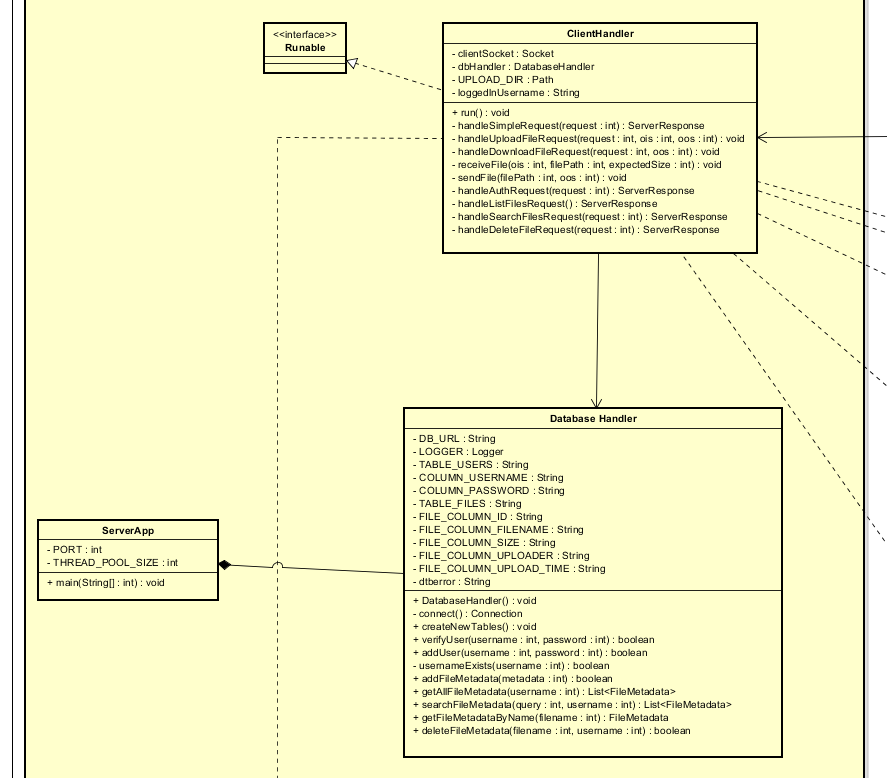 <<interface>>
Runable
ClientHandler
- clientSocket : Socket
- dbHandler : DatabaseHandler
- UPLOAD_DIR : Path
- loggedInUsername : String
+ run() : void
- handleSimpleRequest(request : int) : ServerResponse
- handleUploadFileRequest(request : int, ois : int, oos : int) : void
- handleDownloadFileRequest(request : int, oos : int) : void
- receiveFile(ois : int, filePath : int, expectedSize : int) : void
- sendFile(filePath : int, oos : int) : void
- handleAuthRequest(request : int) : ServerResponse
- handleListFilesRequest() : ServerResponse
- handleSearchFilesRequest(request : int) : ServerResponse
- handleDeleteFileRequest(request : int) : ServerResponse
Database Handler
- DB_URL : String
- LOGGER : Logger
- TABLE_USERS : String
- COLUMN_USERNAME : String
- COLUMN_PASSWORD : String
- TABLE_FILES : String
- FILE_COLUMN_ID : String
- FILE_COLUMN_FILENAME : String
- FILE_COLUMN_SIZE : String
- FILE_COLUMN_UPLOADER : String
- FILE_COLUMN_UPLOAD_TIME : String
- dtberror : String
+ DatabaseHandler() : void
- connect() : Connection
+ createNewTables() : void
+ verifyUser(username : int, password : int) : boolean
+ addUser(username : int, password : int) : boolean
- usernameExists(username : int) : boolean
+ addFileMetadata(metadata : int) : boolean
+ getAllFileMetadata(username : int) : List<FileMetadata>
+ searchFileMetadata(query : int, username : int) : List<FileMetadata>
+ getFileMetadataByName(filename : int) : FileMetadata
+ deleteFileMetadata(filename : int, username : int) : boolean
ServerApp
- PORT : int
- THREAD_POOL_SIZE : int
+ main(String[] : int) : void